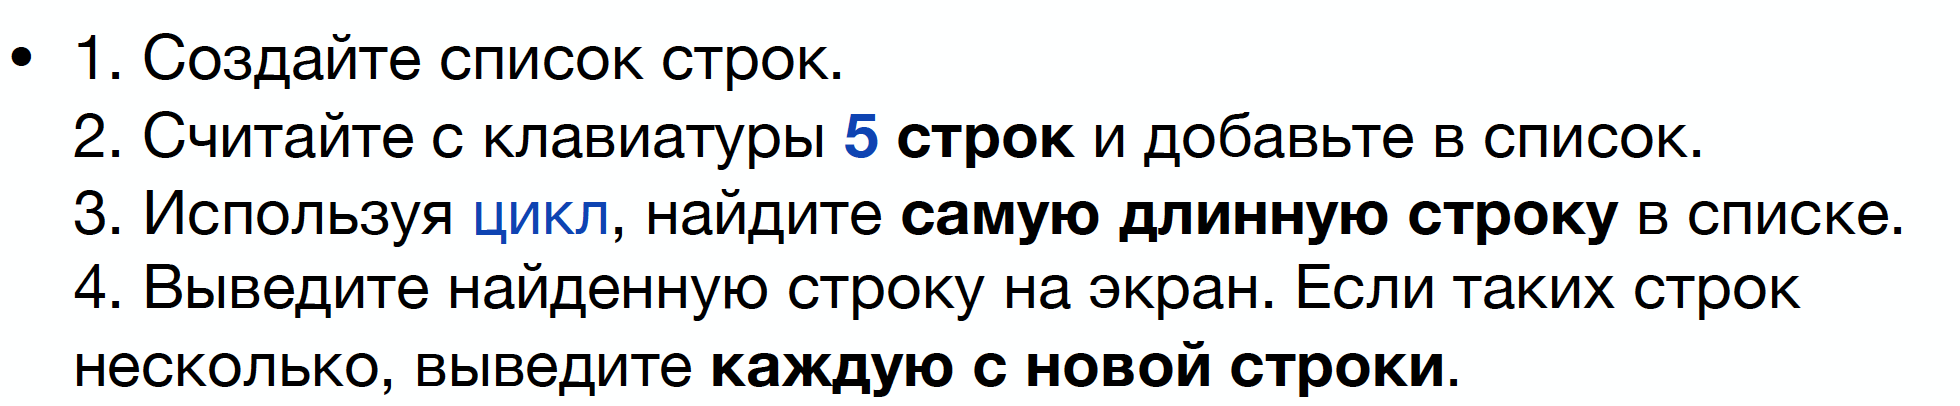 • 1. Создайте список строк.
2. Считайте с клавиатуры 5 строк и добавьте в список.
3. Используя цикл, найдите самую длинную строку в списке.
4. Выведите найденную строку на экран. Если таких строк
несколько, выведите каждую с новой строки.